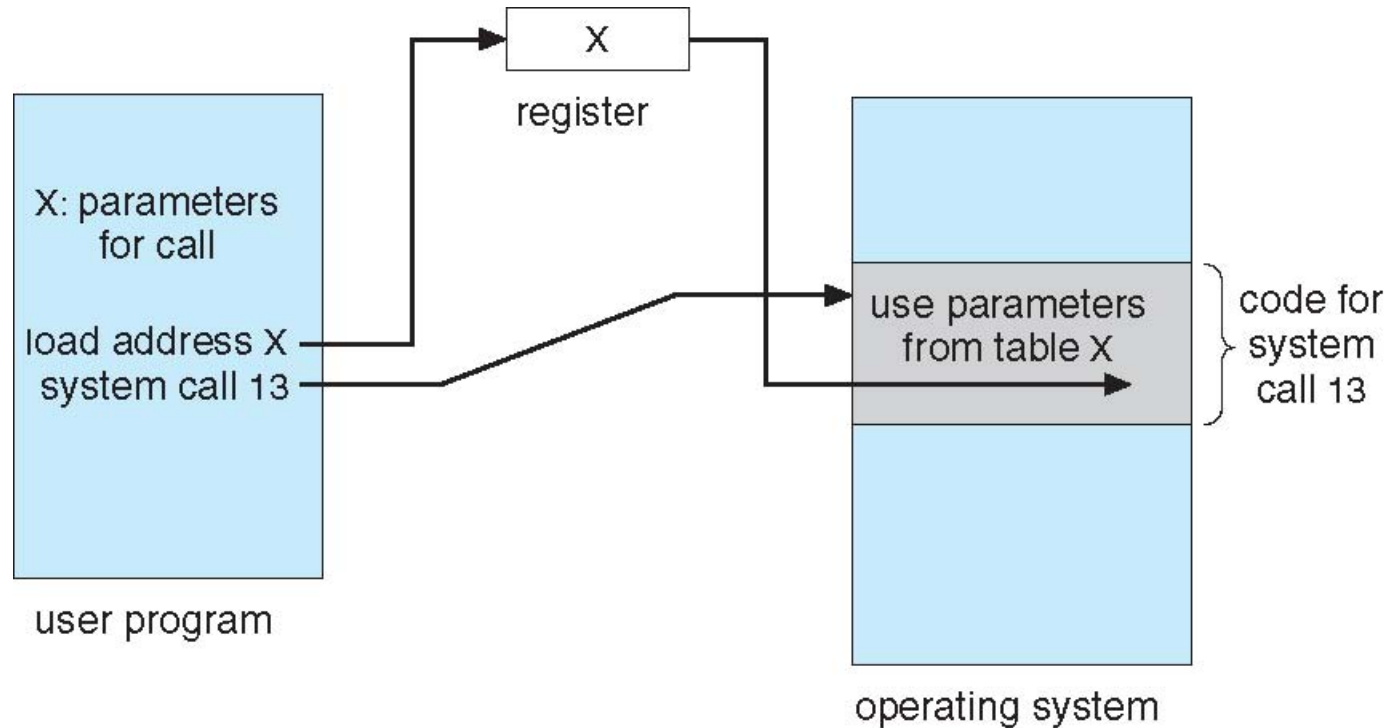 X
register
X: parameters
for call
load address X
system call 13
use parameters
from table X
code for
system
call 13
user program
operating system